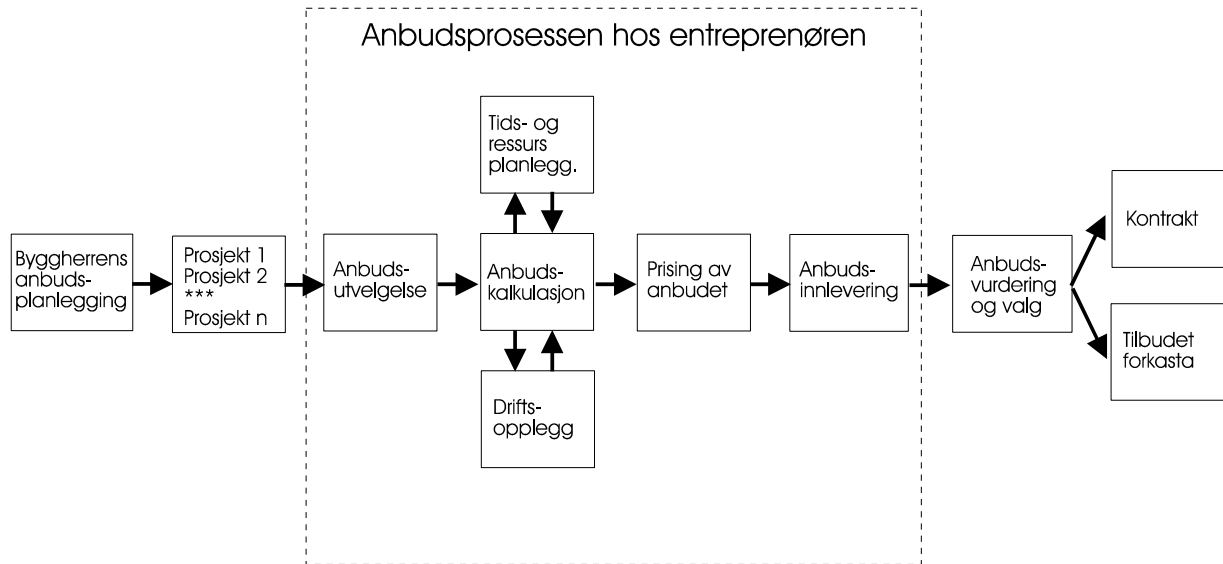 Anbudsprosessen hos entreprenøren
Tids- og
ressurs
planlegg.
Byggherrens
anbuds-
planlegging
Prosjekt 1
Prosjekt 2
***
Prosjekt n
Anbuds-
utvelgelse
Anbuds-
kalkulasjon
Prising av
anbudet
Anbuds-
innlevering
Anbuds-
vurdering
og valg
Kontrakt
Tilbudet
forkasta
Drifts-
opplegg